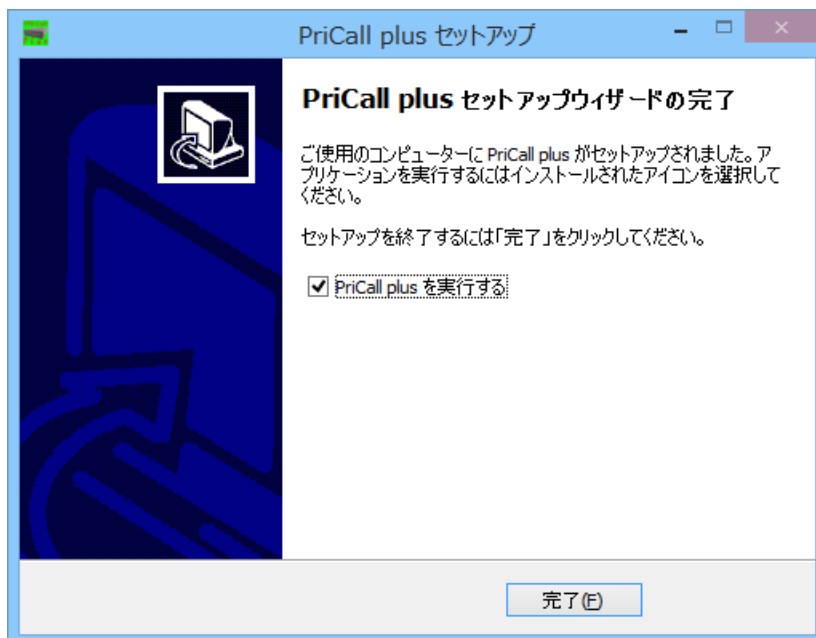 PriCall plus セットアップ
PriCall plus セットアップウィザードの完了
ご使用のコンピューターに PriCall plus がセットアップされました。ア
プリケーションを実行するにはインストールされたアイコンを選択して
ください。
セットアップを終了するには「完了」をクリックしてください。
PriCall plus を実行する
完了(F)